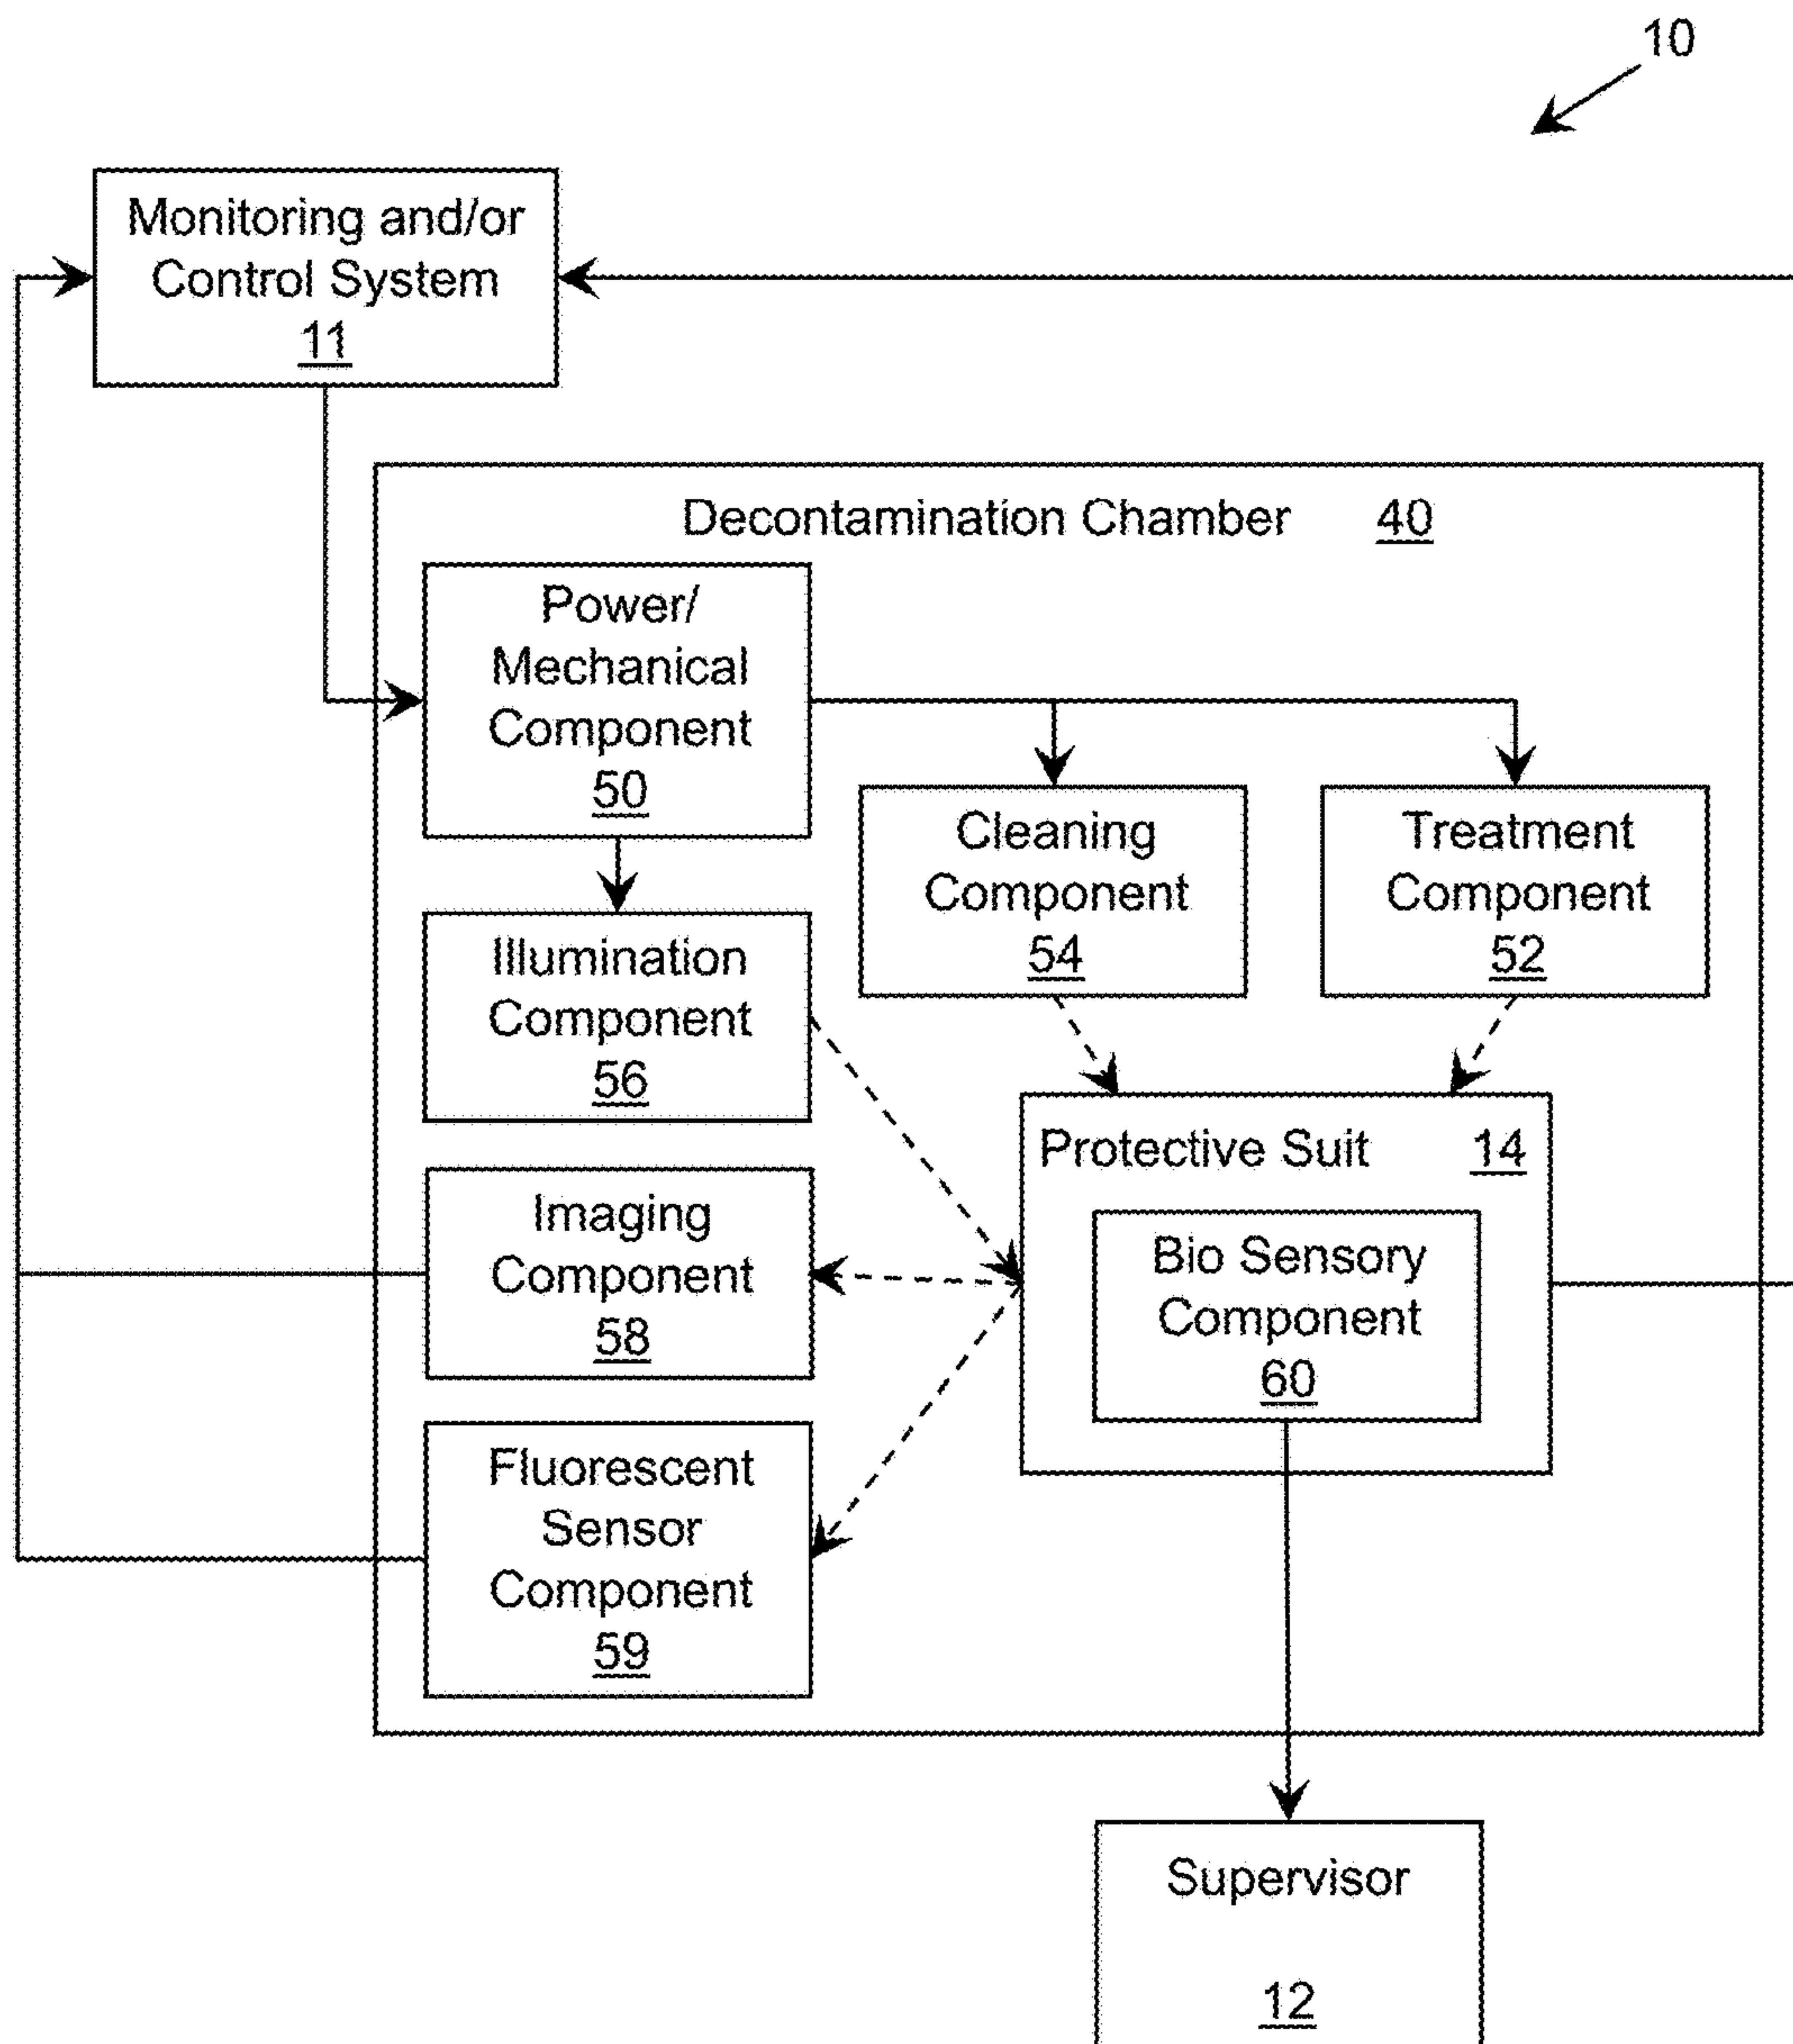 10
Monitoring and/or
Control System
11
Decontamination Chamber 40
Power/
Mechanical
Component
50
Cleaning
Component
54
Treatment
Component
52
Illumination
Component
56
Protective Suit 14
Imaging
Component
58
Bio Sensory
Component
60
Fluorescent
Sensor
Component
59
Supervisor
12